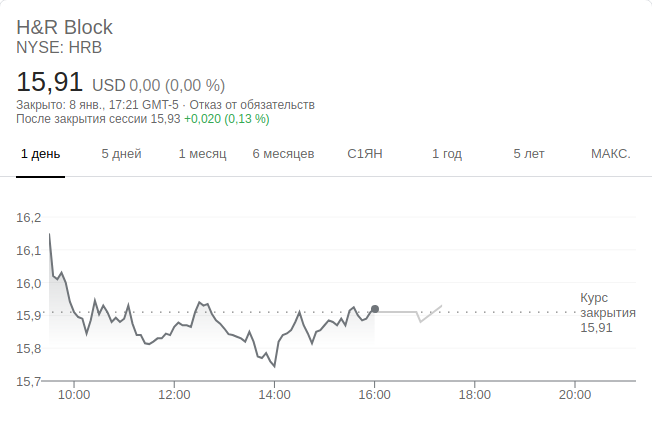 H&R Block
NYSE: HRB
15,91 USD 0,00 (0,00 %)
Закрыто: 8 янв., 17:21 GMT-5 · Отказ от обязательств
После закрытия сессии 15,93 +0,020 (0,13 %)
1 день 5 дней 1 месяц 6 месяцев С1ЯН 1 год 5 лет МАКС.
16,2
16,1
16,0
15,9
15,8
15,7
Курс
закрытия
15,91
10:00 12:00 14:00 16:00 18:00 20:00